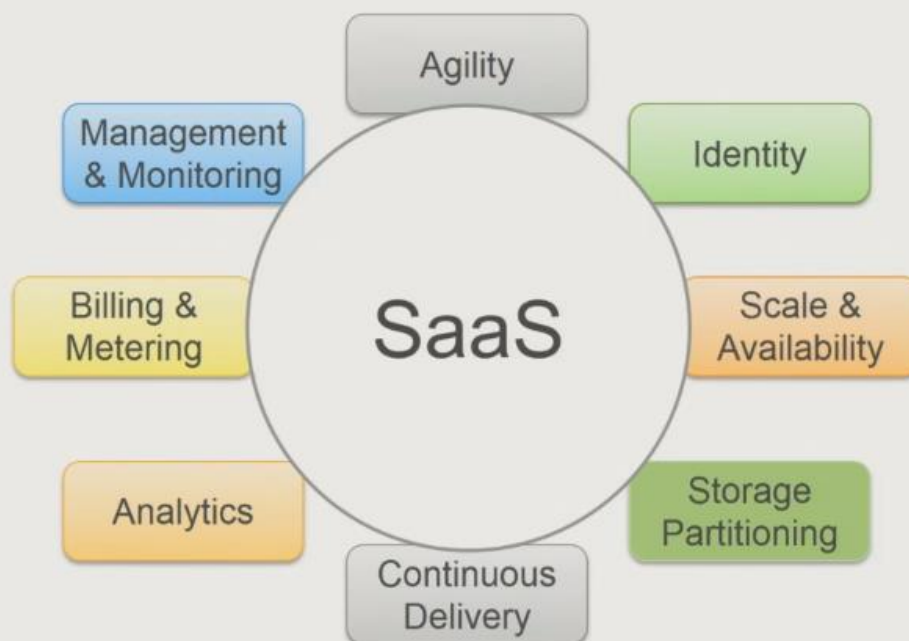 Agility
Management
& Monitoring
Identity
Billing &
Metering
SaaS
Scale &
Availability
Analytics
Storage
Partitioning
Continuous
Delivery